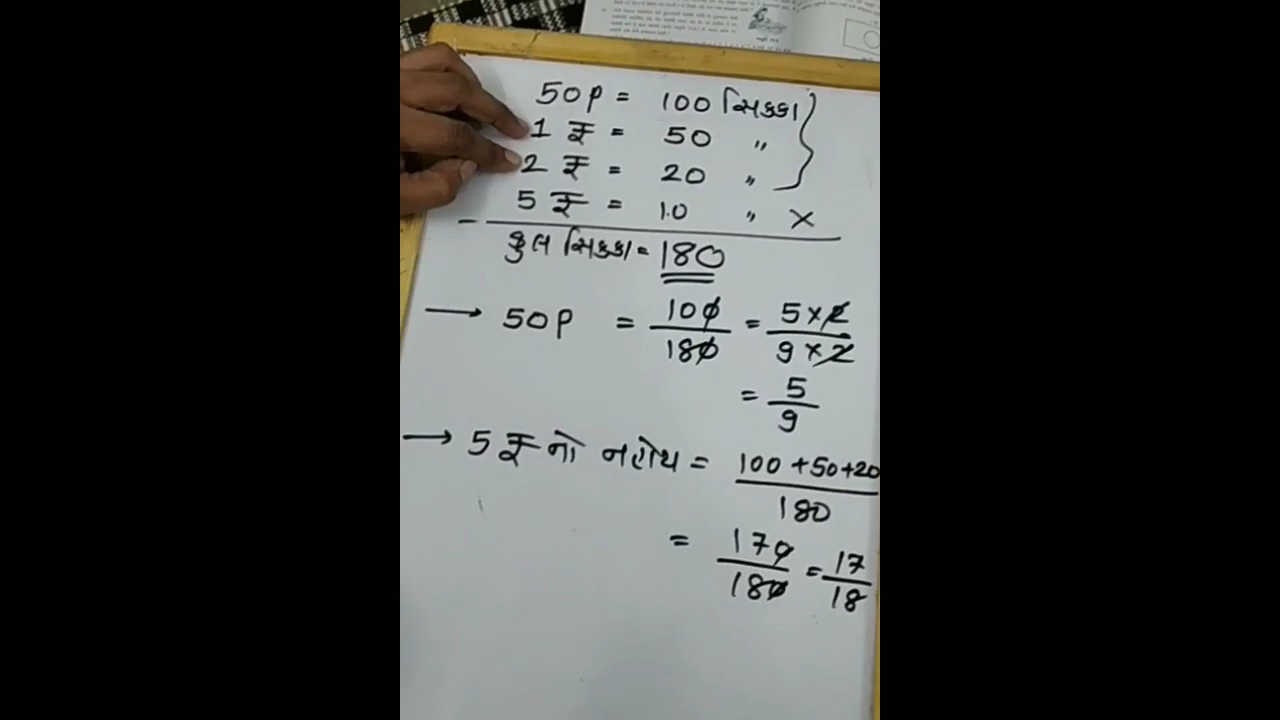 50P = 100 સિક્કા
1 ₹ = 50 "
2 ₹ = 20 "
5 ₹ = 10 " X
કુલ સિક્કા = 180
→ 50P = 100/180 = 5×2/9×2
= 5/9
→ 5 ₹ નો નહોય = 100+50+20/180
= 170/180 = 17/18